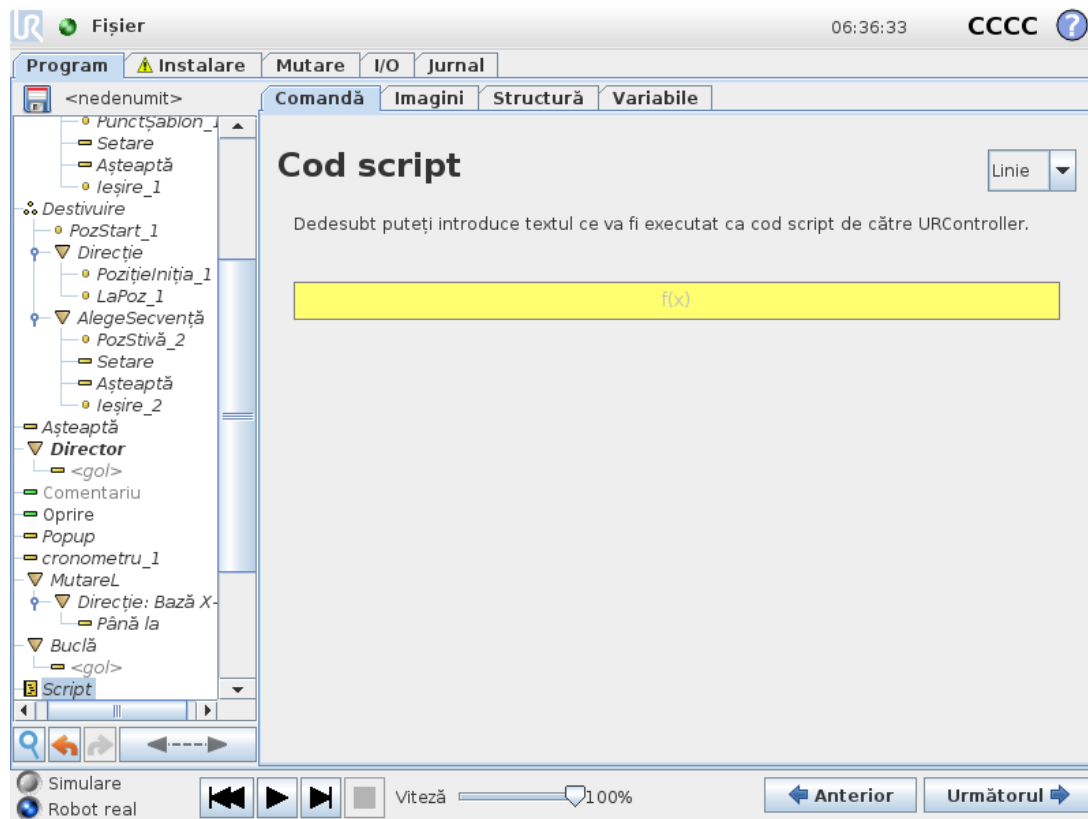 Fișier
06:36:33
CCCC
?
Program
Instalare
Mutare
I/O
Jurnal
<nedenumit>
Comandă
Imagini
Structură
Variabile
PunctȘablon_1
Setare
Așteaptă
Ieșire_1
Destivuire
PozStart_1
Direcție
PozițieIniția_1
LaPoz_1
AlegeSecvență
PozStivă_2
Setare
Așteaptă
Ieșire_2
Așteaptă
Director
<gol>
Comentariu
Oprire
Popup
cronometru_1
MutareL
Direcție: Bază X-
Până la
Buclă
<gol>
Script
Cod script
Linie
Dedesubt puteți introduce textul ce va fi executat ca cod script de către URController.
f(x)
Simulare
Robot real
Viteză
100%
Anterior
Următorul